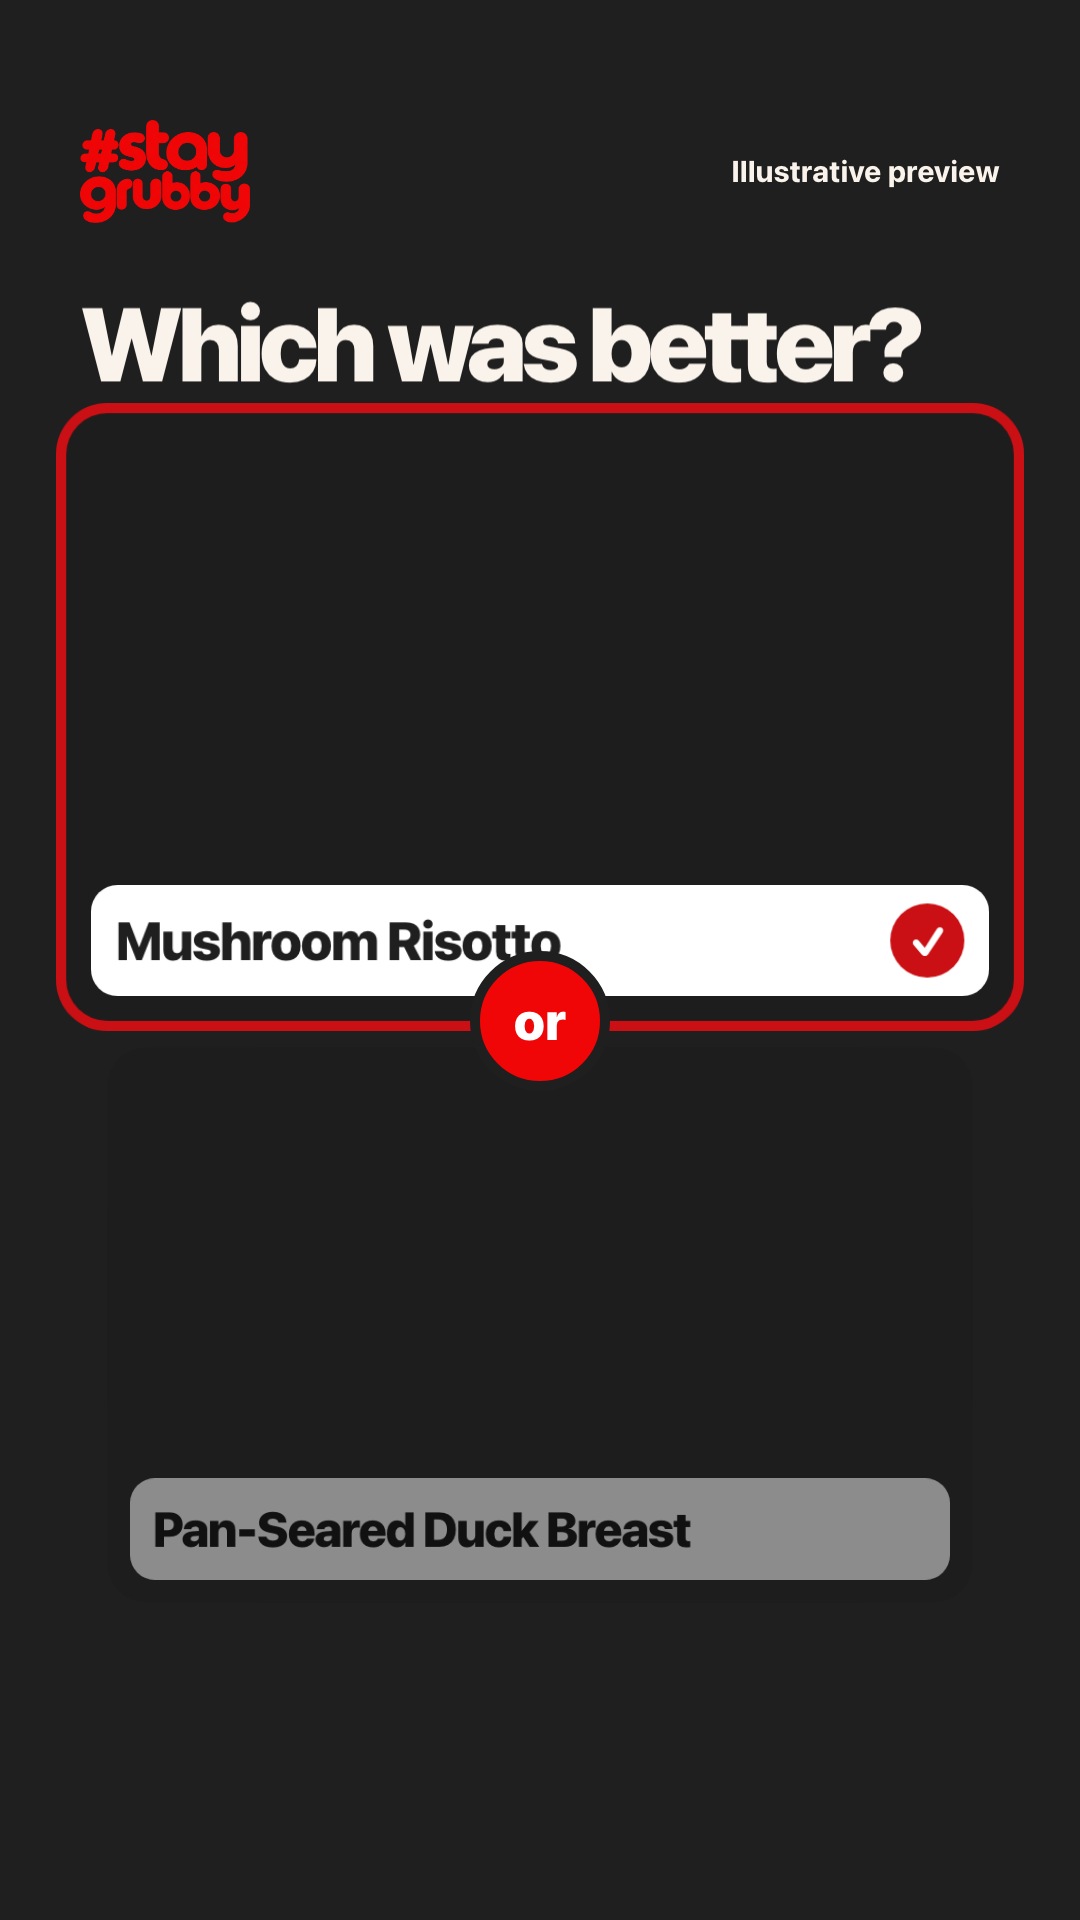 #stay
grubby
Illustrative preview
Which was better?
Mushroom Risotto
or
Pan-Seared Duck Breast